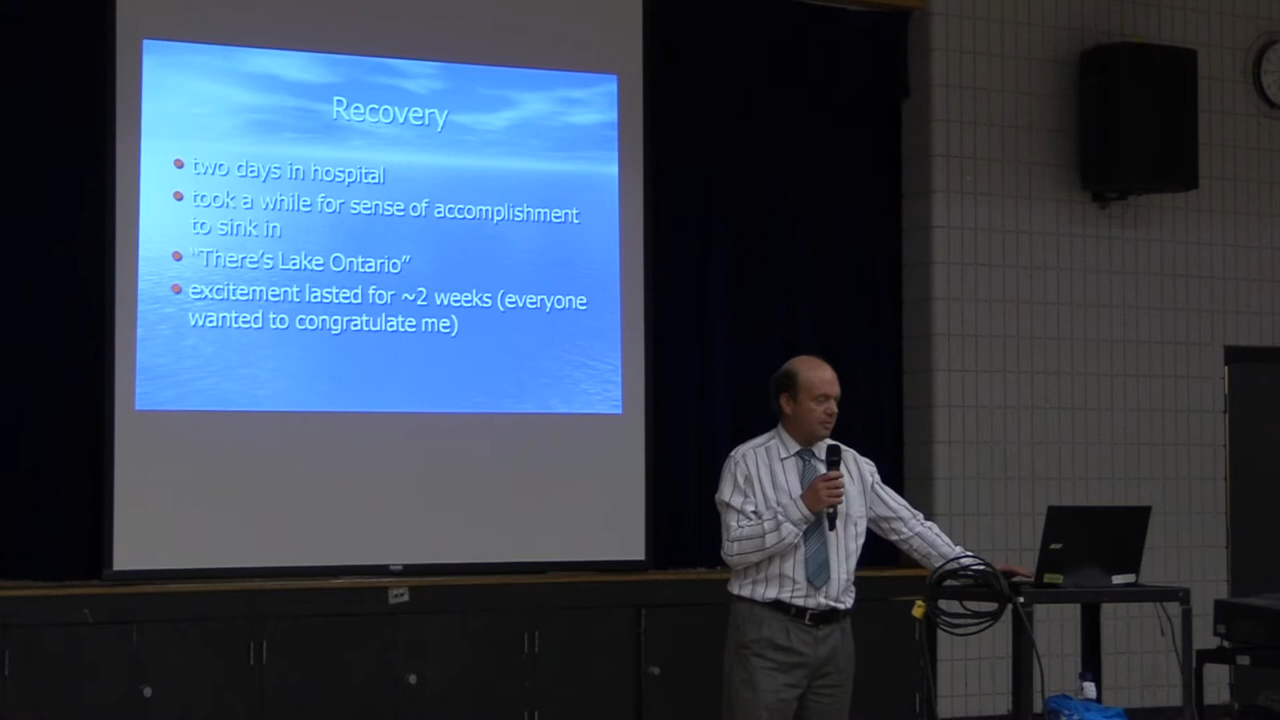 Recovery
two days in hospital
took a while for sense of accomplishment
to sink in
"There's Lake Ontario"
excitement lasted for ~2 weeks (everyone
wanted to congratulate me)